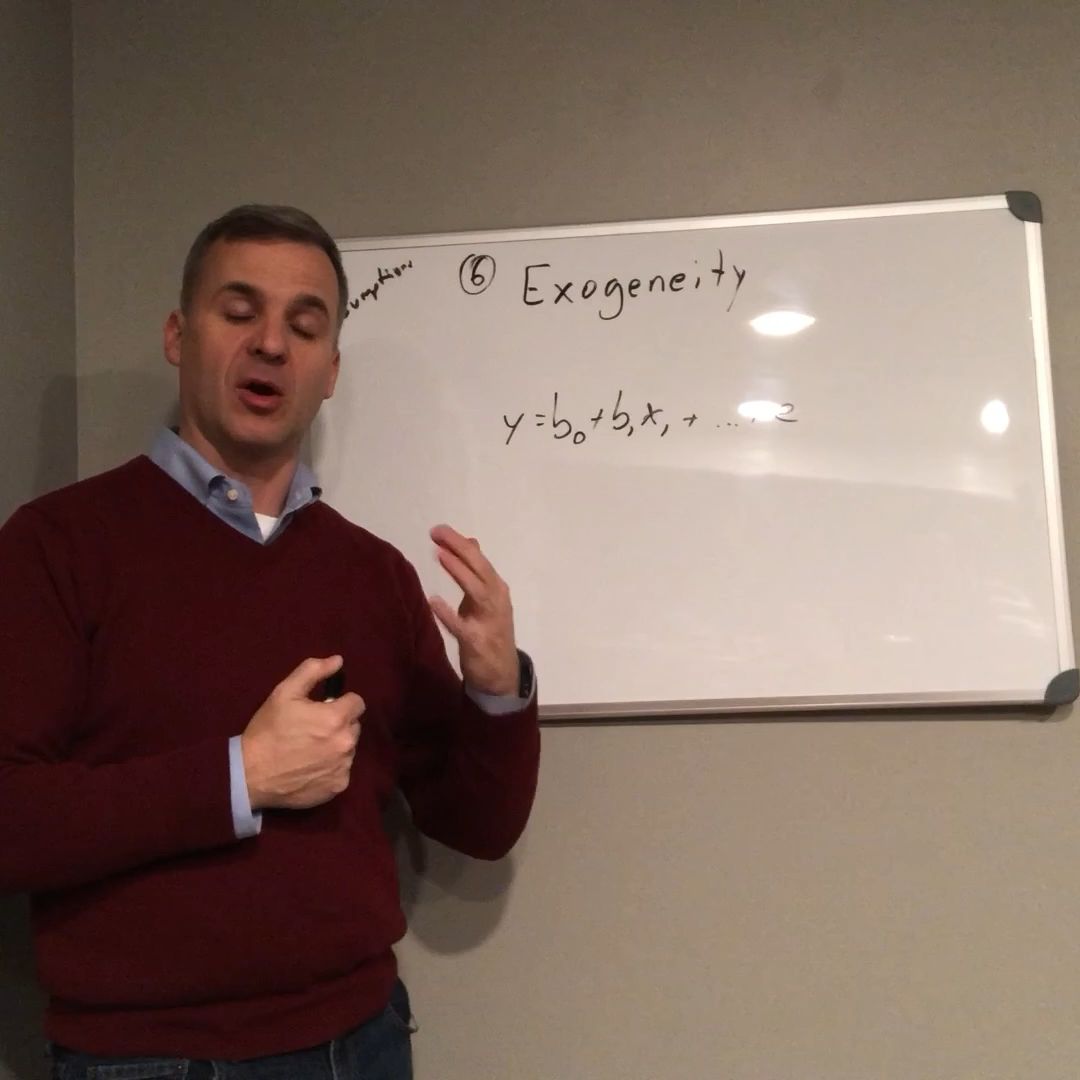 ⑥ Exogeneity
y = b₀ + b₁x₁ + ... + e